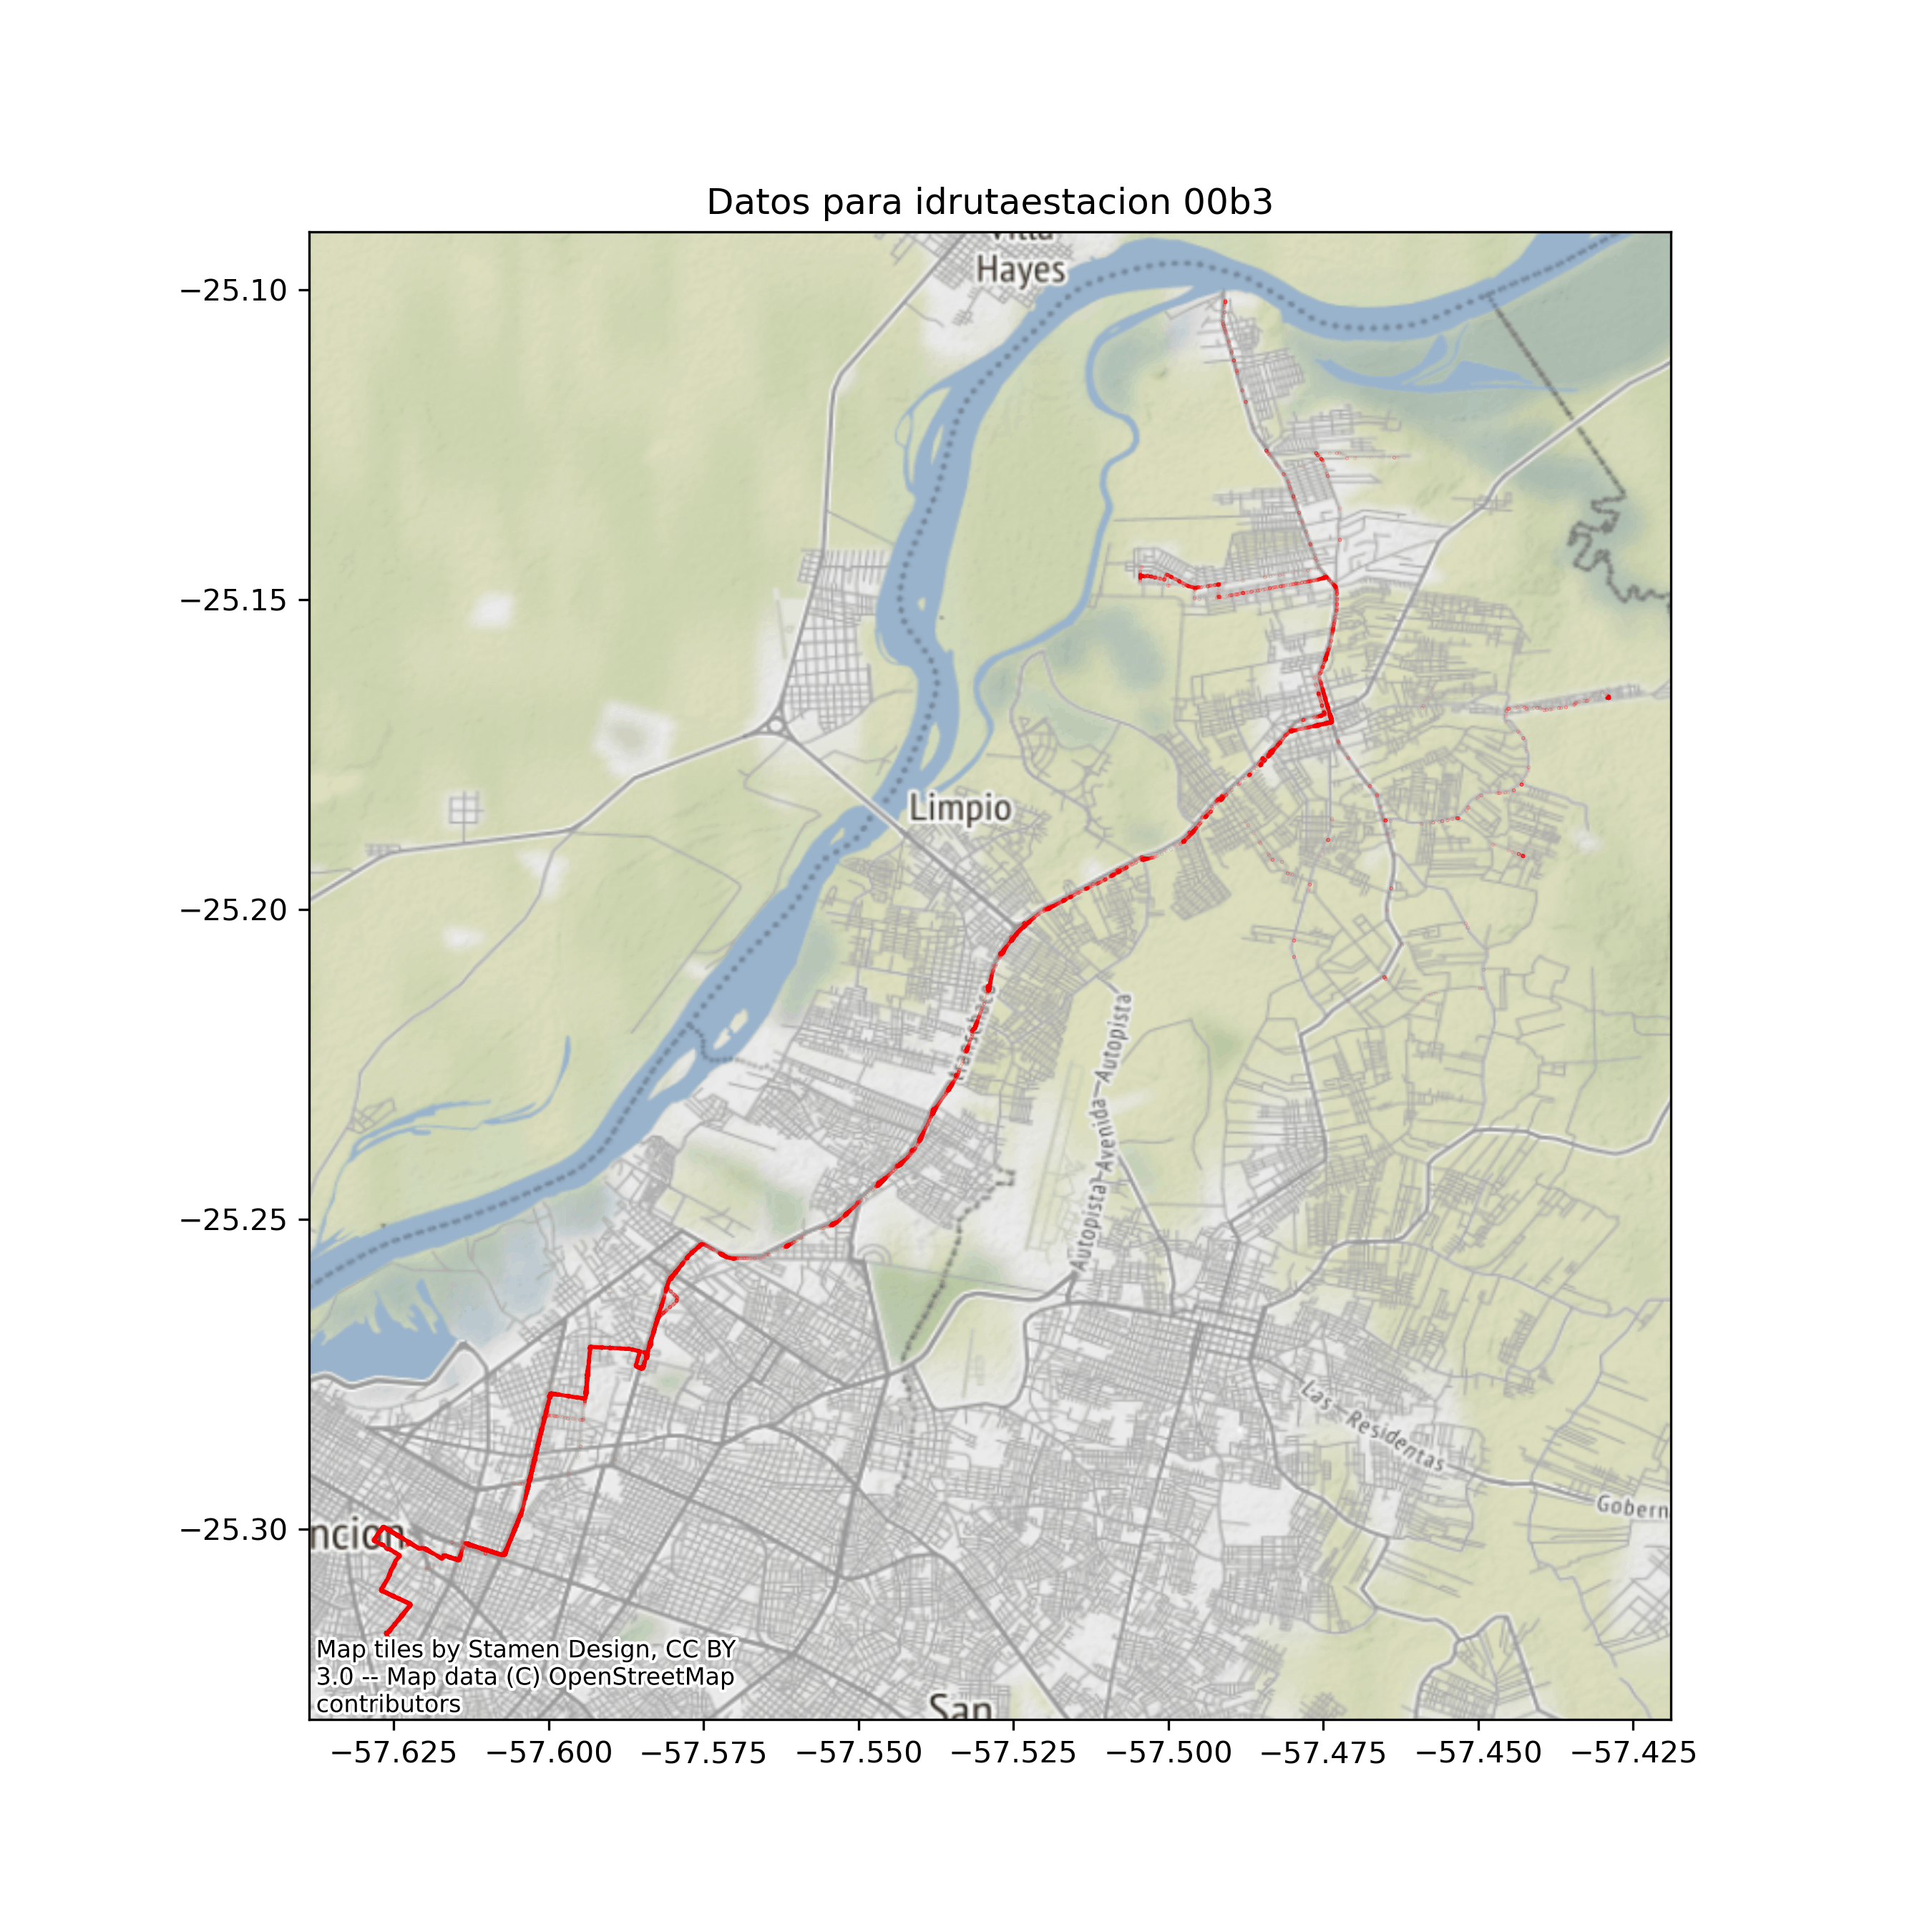 Datos para idrutaestacion 00b3
Hayes
−25.10
−25.15
Limpio
−25.20
Transchaco
Autopista Avenida Autopista
−25.25
Las Residentas
Gobern
−25.30
ncion
Map tiles by Stamen Design, CC BY
3.0 -- Map data (C) OpenStreetMap
contributors
San
−57.625 −57.600 −57.575 −57.550 −57.525 −57.500 −57.475 −57.450 −57.425